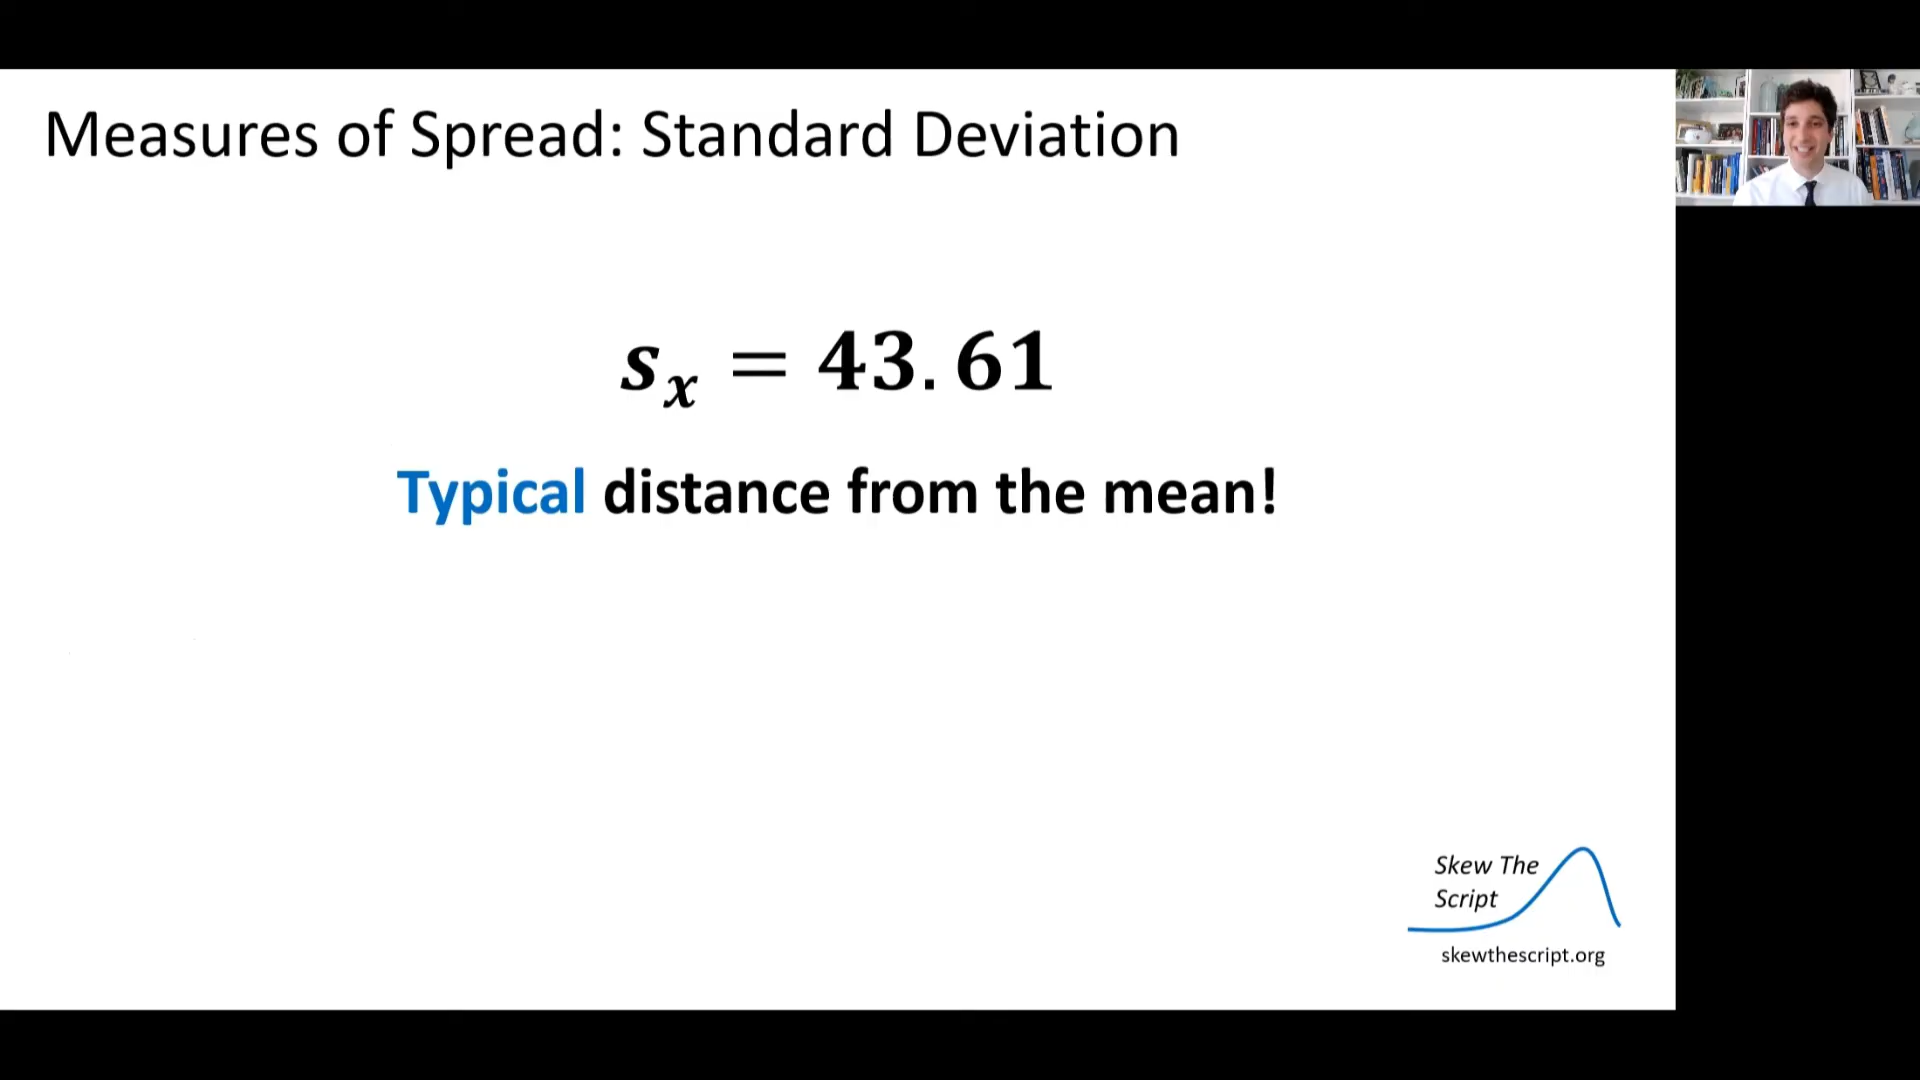 Measures of Spread: Standard Deviation
sₓ = 43.61
Typical distance from the mean!
Skew The
Script
skewthescript.org